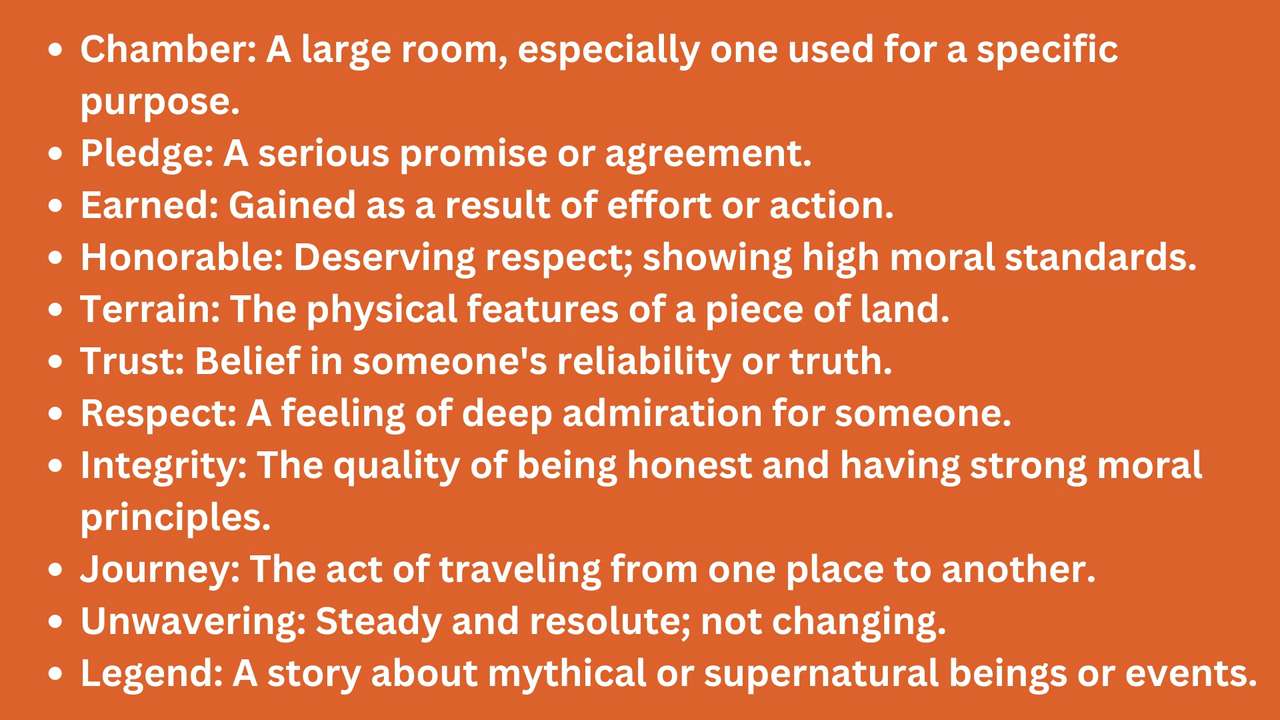 • Chamber: A large room, especially one used for a specific
purpose.
• Pledge: A serious promise or agreement.
• Earned: Gained as a result of effort or action.
• Honorable: Deserving respect; showing high moral standards.
• Terrain: The physical features of a piece of land.
• Trust: Belief in someone's reliability or truth.
• Respect: A feeling of deep admiration for someone.
• Integrity: The quality of being honest and having strong moral
principles.
• Journey: The act of traveling from one place to another.
• Unwavering: Steady and resolute; not changing.
• Legend: A story about mythical or supernatural beings or events.